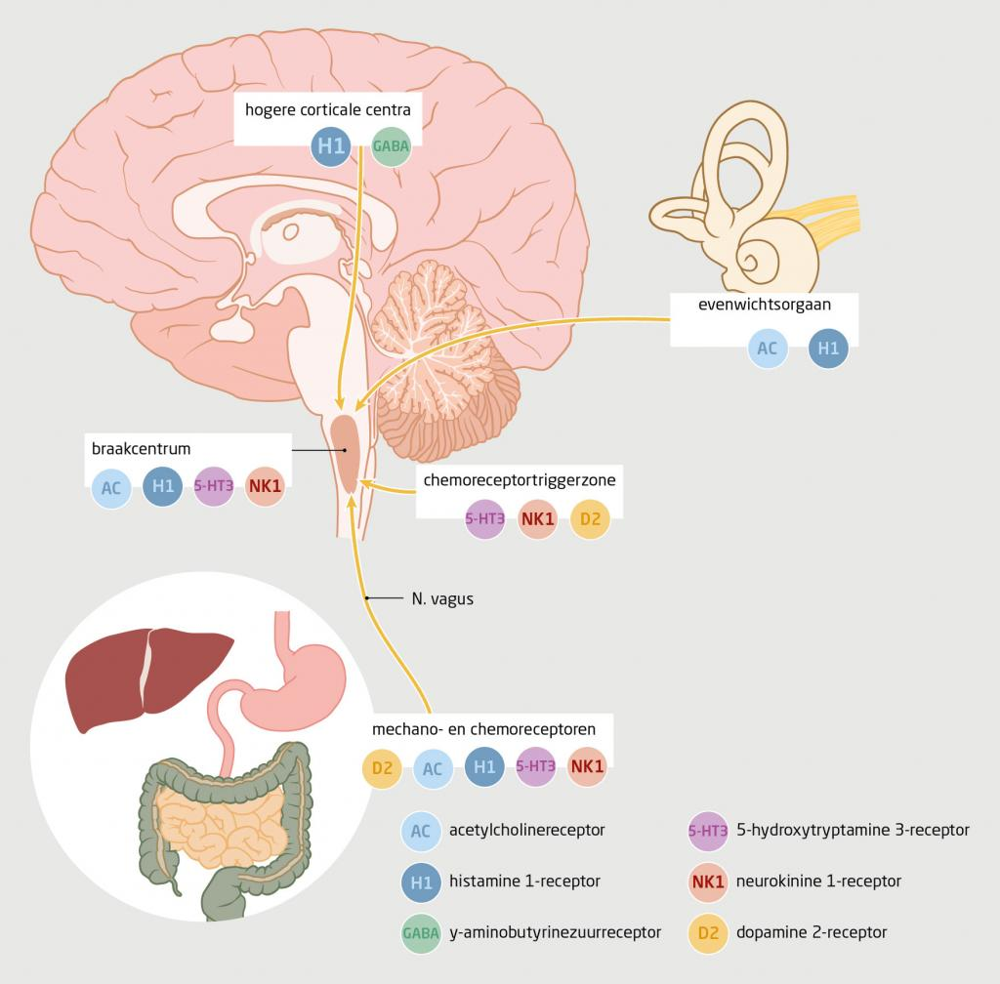 hogere corticale centra
H1 GABA
evenwichtsorgaan
AC H1
braakcentrum
AC H1 5-HT3 NK1
chemoreceptortriggerzone
5-HT3 NK1 D2
N. vagus
mechano- en chemoreceptoren
D2 AC H1 5-HT3 NK1
AC acetylcholinereceptor
H1 histamine 1-receptor
GABA y-aminobutyrinezuurreceptor
5-HT3 5-hydroxytryptamine 3-receptor
NK1 neurokinine 1-receptor
D2 dopamine 2-receptor